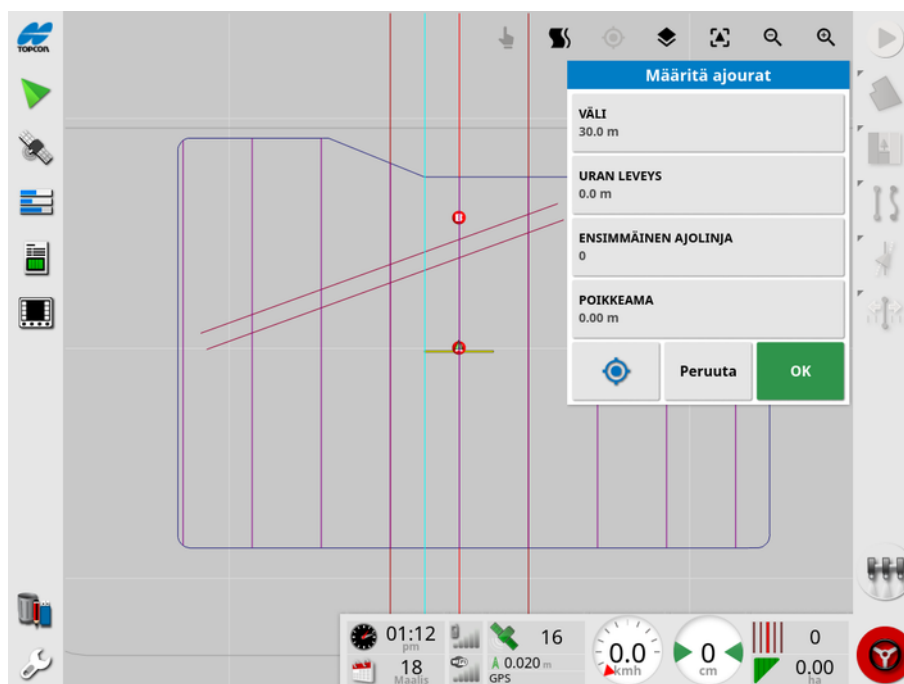 TOPCON
Määritä ajourat
VÄLI
30.0 m
URAN LEVEYS
0.0 m
ENSIMMÄINEN AJOLINJA
0
POIKKEAMA
0.00 m
Peruuta
OK
01:12
pm
18
Maalis
16
0.020 m
GPS
0.0
kmh
0
cm
0
0.00
ha